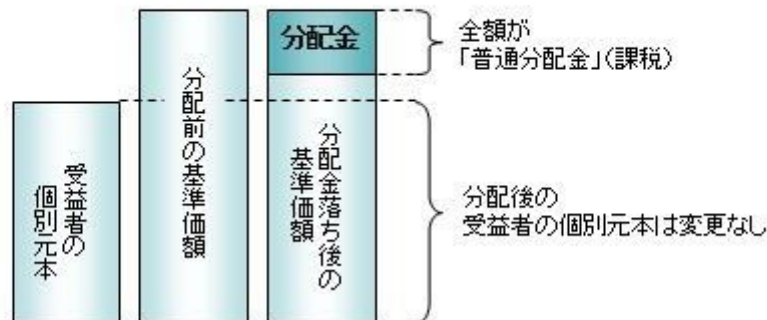 受益者の
個別元本
分配前の基準価額
分配金
分配金落ち後の
基準価額
全額が
「普通分配金」(課税)
分配後の
受益者の個別元本は変更なし